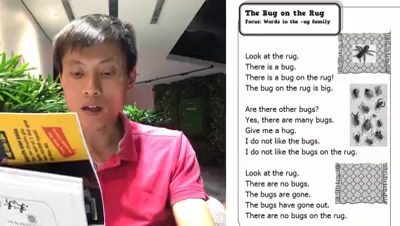 The Bug on the Rug
Focus: Words in the -ug family
Look at the rug.
There is a bug.
There is a bug on the rug!
The bug on the rug is big.
Are there other bugs?
Yes, there are many bugs.
Give me a hug.
I do not like the bugs.
I do not like the bugs on the rug.
Look at the rug.
There are no bugs.
The bugs are gone.
The bugs have gone out.
There are no bugs on the rug.